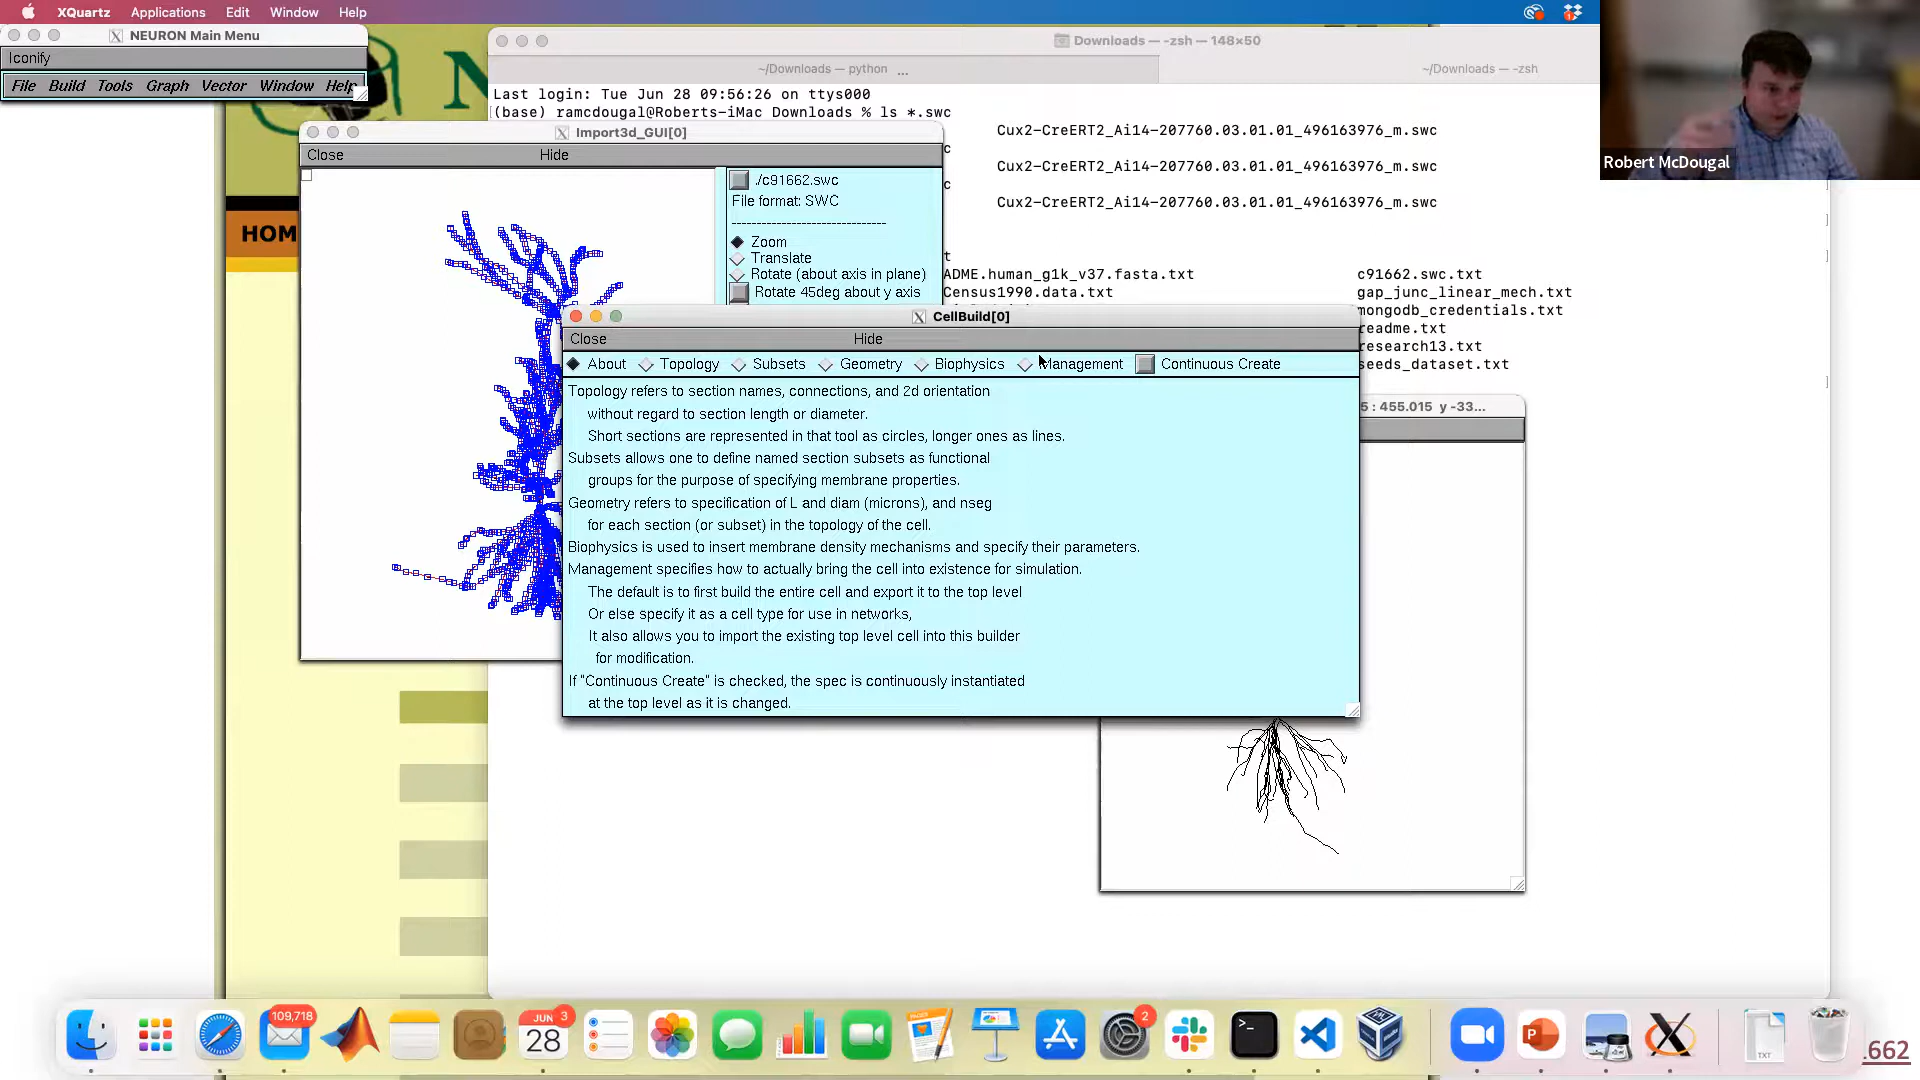 XQuartz Applications Edit Window Help
NEURON Main Menu
Iconify
File Build Tools Graph Vector Window Help
N
HOM
Downloads — -zsh — 148×50
~/Downloads — python ...
~/Downloads — -zsh
Last login: Tue Jun 28 09:56:26 on ttys000
(base) ramcdougal@Roberts-iMac Downloads % ls *.swc
Cux2-CreERT2_Ai14-207760.03.01.01_496163976_m.swc
Cux2-CreERT2_Ai14-207760.03.01.01_496163976_m.swc
Cux2-CreERT2_Ai14-207760.03.01.01_496163976_m.swc
ADME.human_g1k_v37.fasta.txt c91662.swc.txt
Census1990.data.txt gap_junc_linear_mech.txt
mongodb_credentials.txt
readme.txt
research13.txt
seeds_dataset.txt
Import3d_GUI[0]
Close Hide
./c91662.swc
File format: SWC
-------------------------------
Zoom
Translate
Rotate (about axis in plane)
Rotate 45deg about y axis
CellBuild[0]
Close Hide
About Topology Subsets Geometry Biophysics Management Continuous Create
Topology refers to section names, connections, and 2d orientation
without regard to section length or diameter.
Short sections are represented in that tool as circles, longer ones as lines.
Subsets allows one to define named section subsets as functional
groups for the purpose of specifying membrane properties.
Geometry refers to specification of L and diam (microns), and nseg
for each section (or subset) in the topology of the cell.
Biophysics is used to insert membrane density mechanisms and specify their parameters.
Management specifies how to actually bring the cell into existence for simulation.
The default is to first build the entire cell and export it to the top level
Or else specify it as a cell type for use in networks,
It also allows you to import the existing top level cell into this builder
for modification.
If "Continuous Create" is checked, the spec is continuously instantiated
at the top level as it is changed.
5 : 455.015 y -33...
Robert McDougal
109,718
JUN
28
3
2
TXT
.662